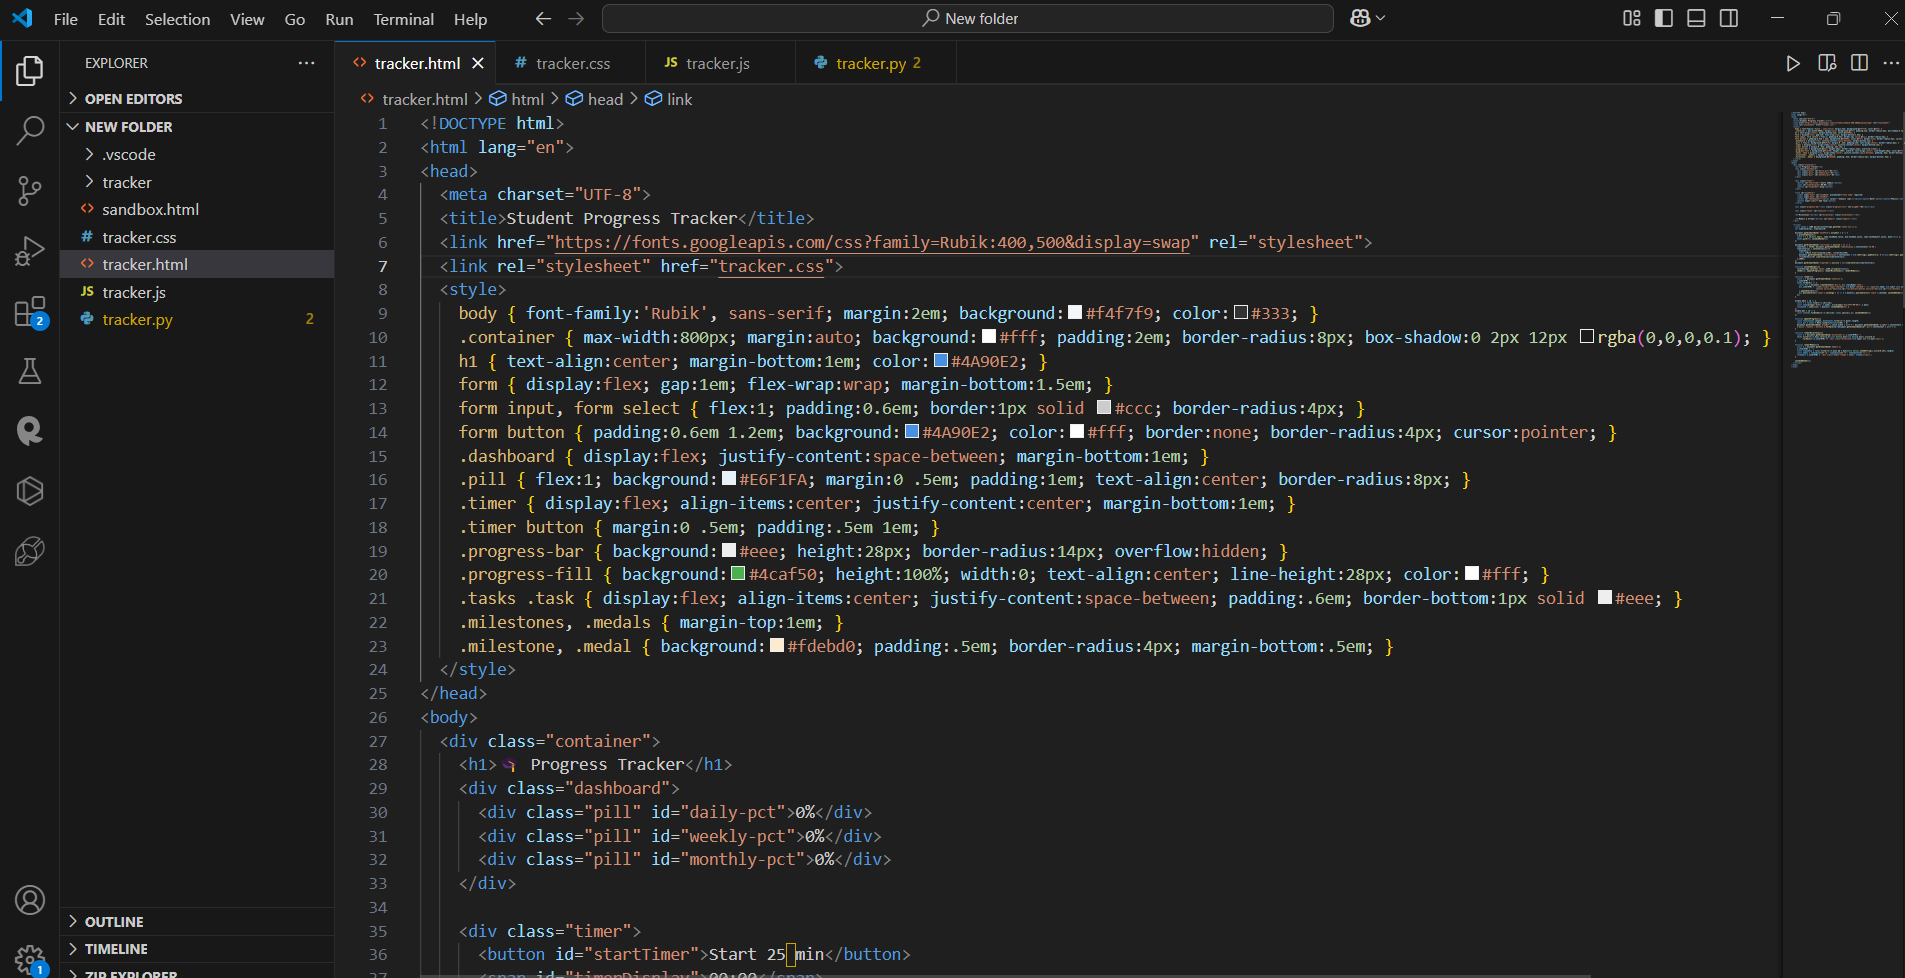 File Edit Selection View Go Run Terminal Help
New folder
EXPLORER
OPEN EDITORS
NEW FOLDER
.vscode
tracker
sandbox.html
tracker.css
tracker.html
tracker.js
tracker.py 2
OUTLINE
TIMELINE
ZIP EXPLORER
2
1
tracker.html # tracker.css JS tracker.js tracker.py 2
tracker.html > html > head > link
1 <!DOCTYPE html>
2 <html lang="en">
3 <head>
4 <meta charset="UTF-8">
5 <title>Student Progress Tracker</title>
6 <link href="https://fonts.googleapis.com/css?family=Rubik:400,500&display=swap" rel="stylesheet">
7 <link rel="stylesheet" href="tracker.css">
8 <style>
9 body { font-family:'Rubik', sans-serif; margin:2em; background:#f4f7f9; color:#333; }
10 .container { max-width:800px; margin:auto; background:#fff; padding:2em; border-radius:8px; box-shadow:0 2px 12px rgba(0,0,0,0.1); }
11 h1 { text-align:center; margin-bottom:1em; color:#4A90E2; }
12 form { display:flex; gap:1em; flex-wrap:wrap; margin-bottom:1.5em; }
13 form input, form select { flex:1; padding:0.6em; border:1px solid #ccc; border-radius:4px; }
14 form button { padding:0.6em 1.2em; background:#4A90E2; color:#fff; border:none; border-radius:4px; cursor:pointer; }
15 .dashboard { display:flex; justify-content:space-between; margin-bottom:1em; }
16 .pill { flex:1; background:#E6F1FA; margin:0 .5em; padding:1em; text-align:center; border-radius:8px; }
17 .timer { display:flex; align-items:center; justify-content:center; margin-bottom:1em; }
18 .timer button { margin:0 .5em; padding:.5em 1em; }
19 .progress-bar { background:#eee; height:28px; border-radius:14px; overflow:hidden; }
20 .progress-fill { background:#4caf50; height:100%; width:0; text-align:center; line-height:28px; color:#fff; }
21 .tasks .task { display:flex; align-items:center; justify-content:space-between; padding:.6em; border-bottom:1px solid #eee; }
22 .milestones, .medals { margin-top:1em; }
23 .milestone, .medal { background:#fdebd0; padding:.5em; border-radius:4px; margin-bottom:.5em; }
24 </style>
25 </head>
26 <body>
27 <div class="container">
28 <h1> Progress Tracker</h1>
29 <div class="dashboard">
30 <div class="pill" id="daily-pct">0%</div>
31 <div class="pill" id="weekly-pct">0%</div>
32 <div class="pill" id="monthly-pct">0%</div>
33 </div>
34
35 <div class="timer">
36 <button id="startTimer">Start 25 min</button>
37 <span id="timerDisplay">00:00</span>